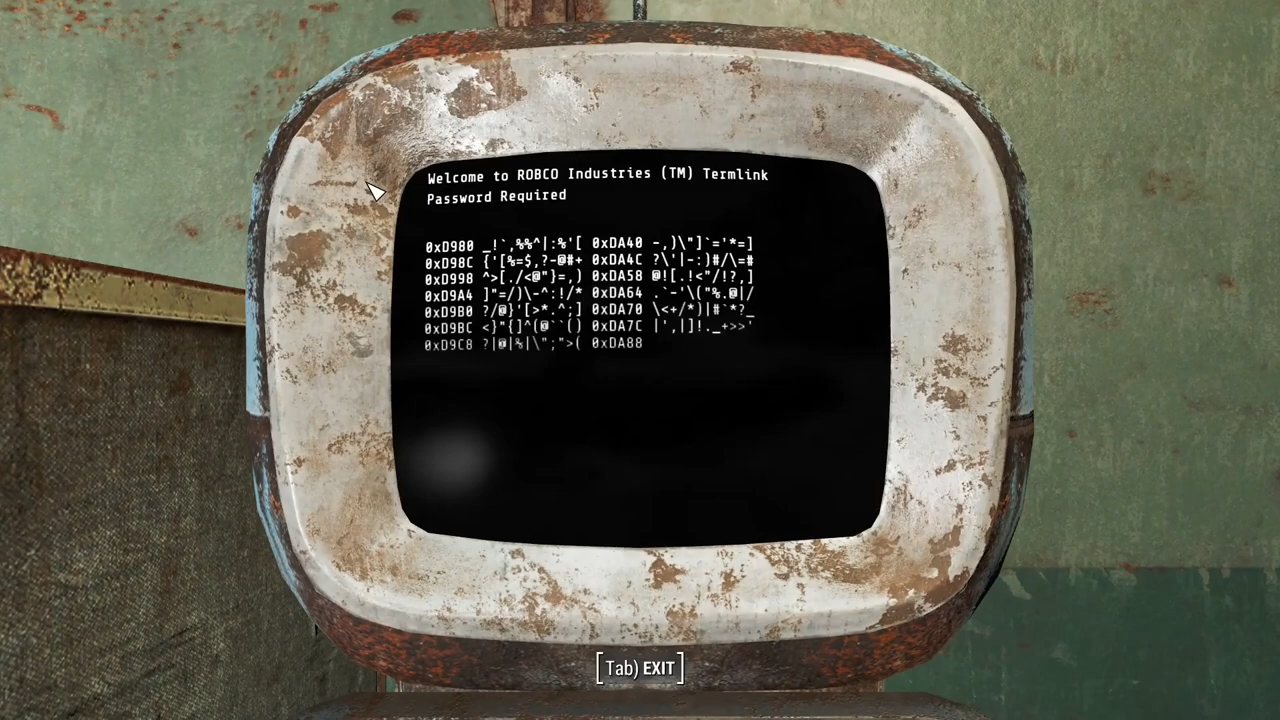 Welcome to ROBCO Industries (TM) Termlink
Password Required
0xD980 _!`,%%^|:%'[ 0xDA40 -,)\"]`='*=]
0xD98C {'[%=$,?-@#+ 0xDA4C ?\'|-:)#/\=#
0xD998 ^>[./<@"}=,) 0xDA58 @![.!<"/!?,]
0xD9A4 ]"=/)\-^:!/* 0xDA64 .`-'\("%.@|/
0xD9B0 ?/@}'[>*.^;] 0xDA70 \<+/*)|#`*?_
0xD9BC <}"{]^(@``() 0xDA7C |',|]!._+>>'
0xD9C8 ?|@|%|\";">( 0xDA88
[Tab) EXIT]